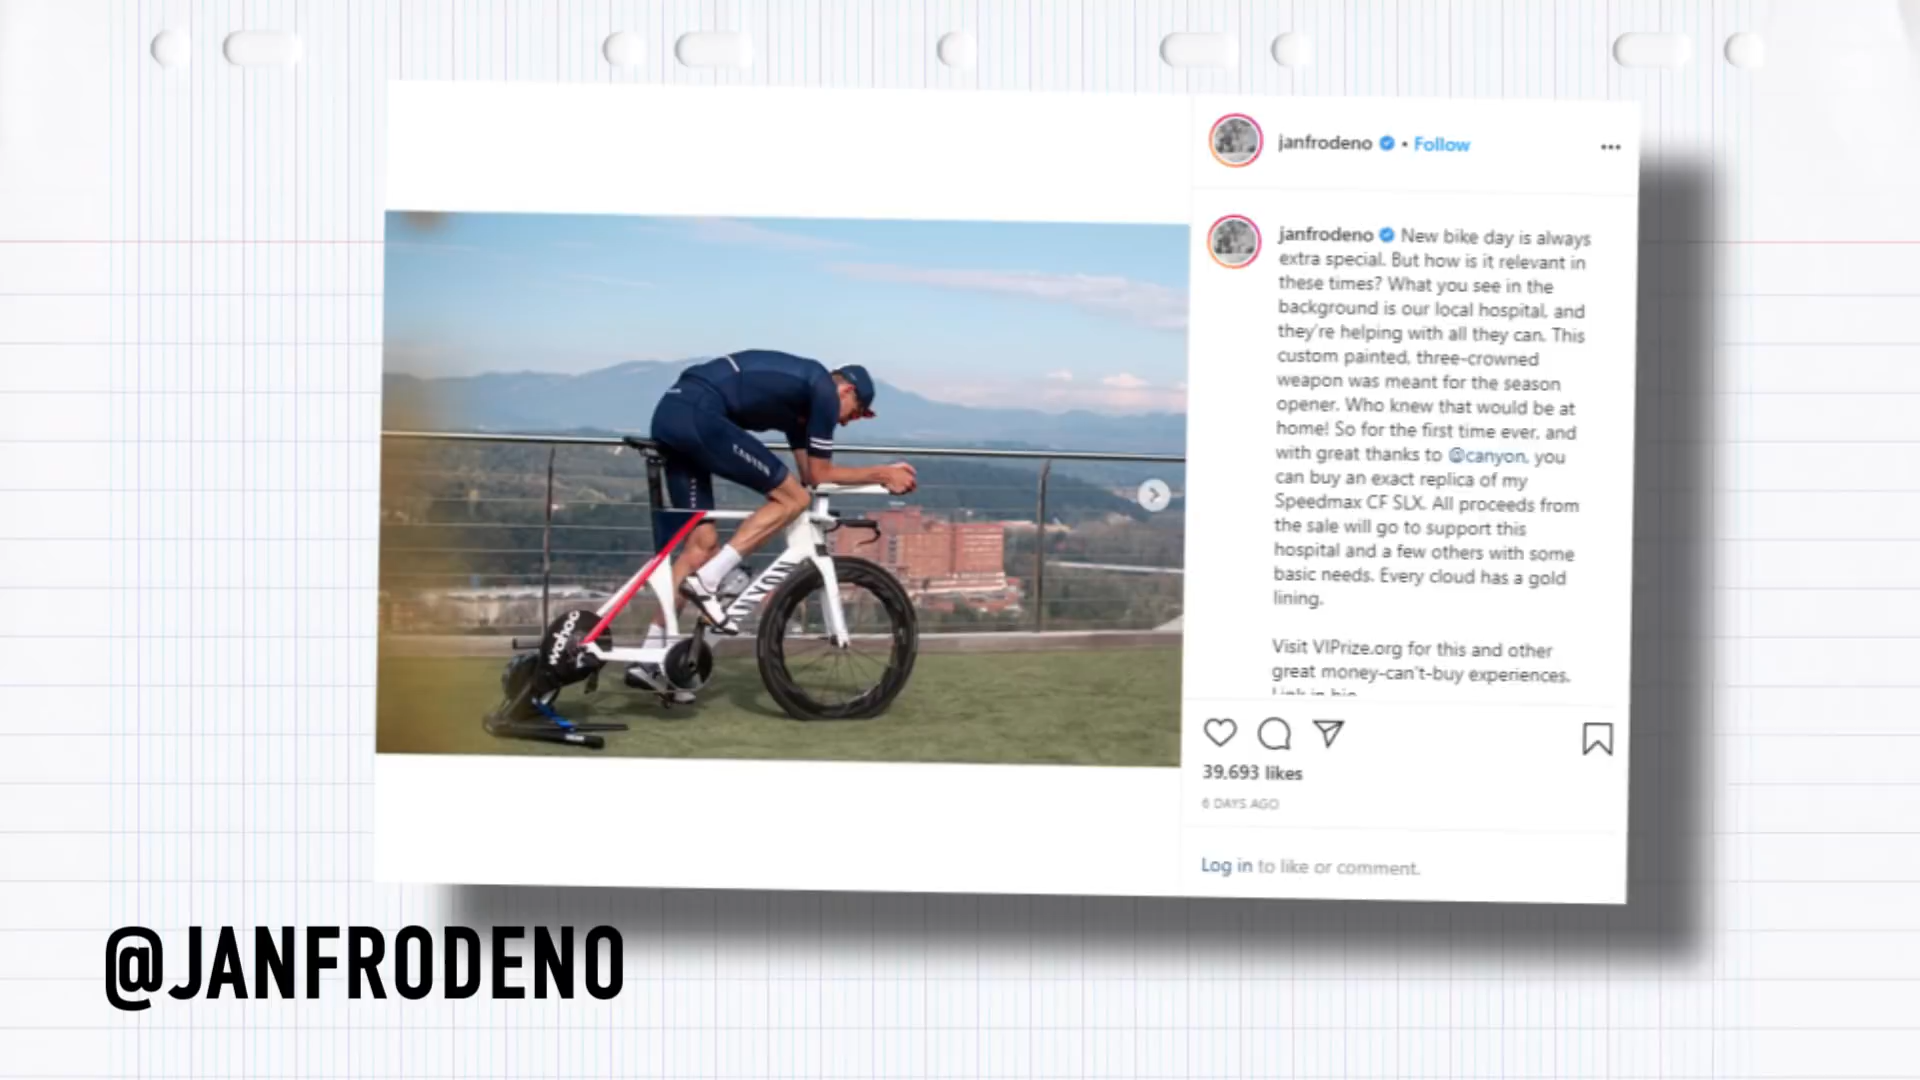 janfrodeno • Follow
janfrodeno New bike day is always
extra special. But how is it relevant in
these times? What you see in the
background is our local hospital, and
they're helping with all they can. This
custom painted, three-crowned
weapon was meant for the season
opener. Who knew that would be at
home! So for the first time ever, and
with great thanks to @canyon, you
can buy an exact replica of my
Speedmax CF SLX. All proceeds from
the sale will go to support this
hospital and a few others with some
basic needs. Every cloud has a gold
lining.
Visit VIPrize.org for this and other
great money-can't-buy experiences.
Link in bio
39,693 likes
6 DAYS AGO
Log in to like or comment.
CANYON
CANYON
wahoo
@JANFRODENO